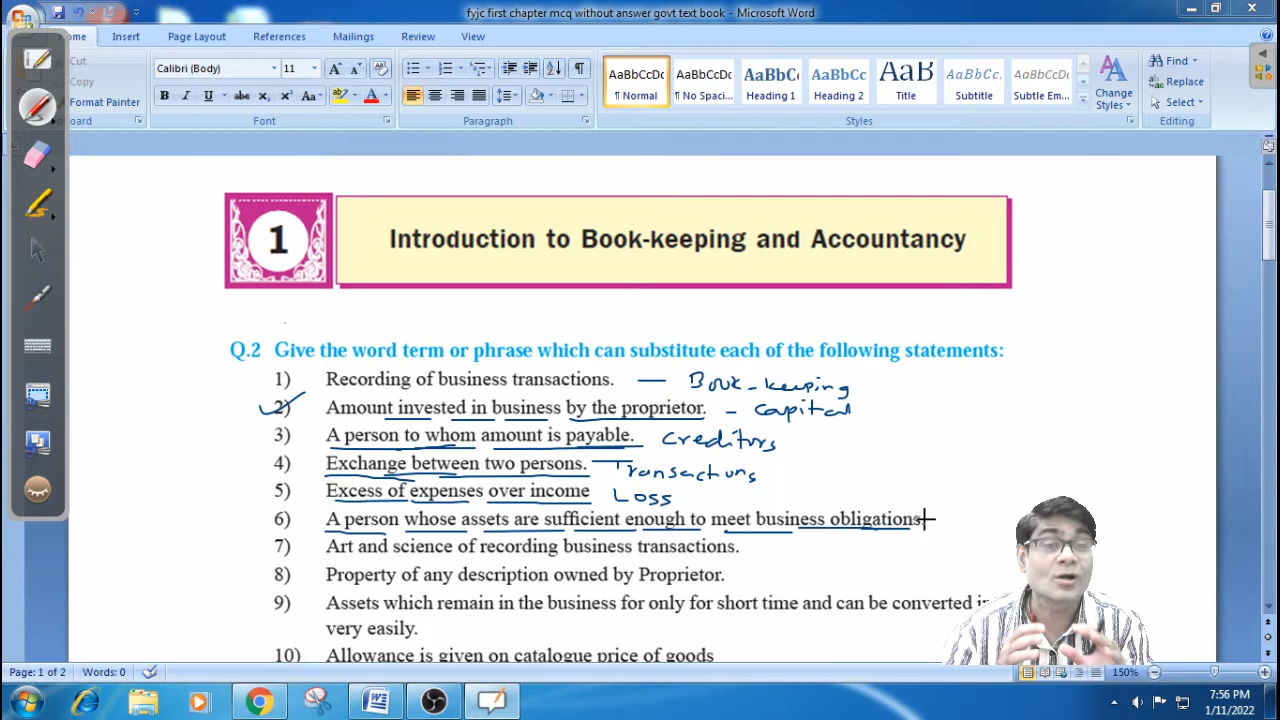 fyjc first chapter mcq without answer govt text book - Microsoft Word
Home Insert Page Layout References Mailings Review View
Cut
Copy
Format Painter
Calibri (Body) 11
AaBbCcDc AaBbCcDc AaBbC AaBbCc AaB AaBbCc. AaBbCcDc
¶ Normal ¶ No Spaci... Heading 1 Heading 2 Title Subtitle Subtle Em...
Change Styles
Find
Replace
Select
Font Paragraph Styles Editing
1 Introduction to Book-keeping and Accountancy
Q.2 Give the word term or phrase which can substitute each of the following statements:
1) Recording of business transactions. — Book-keeping
2) Amount invested in business by the proprietor. - Capital
3) A person to whom amount is payable. Creditors
4) Exchange between two persons. — Transactions
5) Excess of expenses over income Loss
6) A person whose assets are sufficient enough to meet business obligations
7) Art and science of recording business transactions.
8) Property of any description owned by Proprietor.
9) Assets which remain in the business for only for short time and can be converted
very easily.
10) Allowance is given on catalogue price of goods
Page: 1 of 2 Words: 0 150%
7:56 PM
1/11/2022